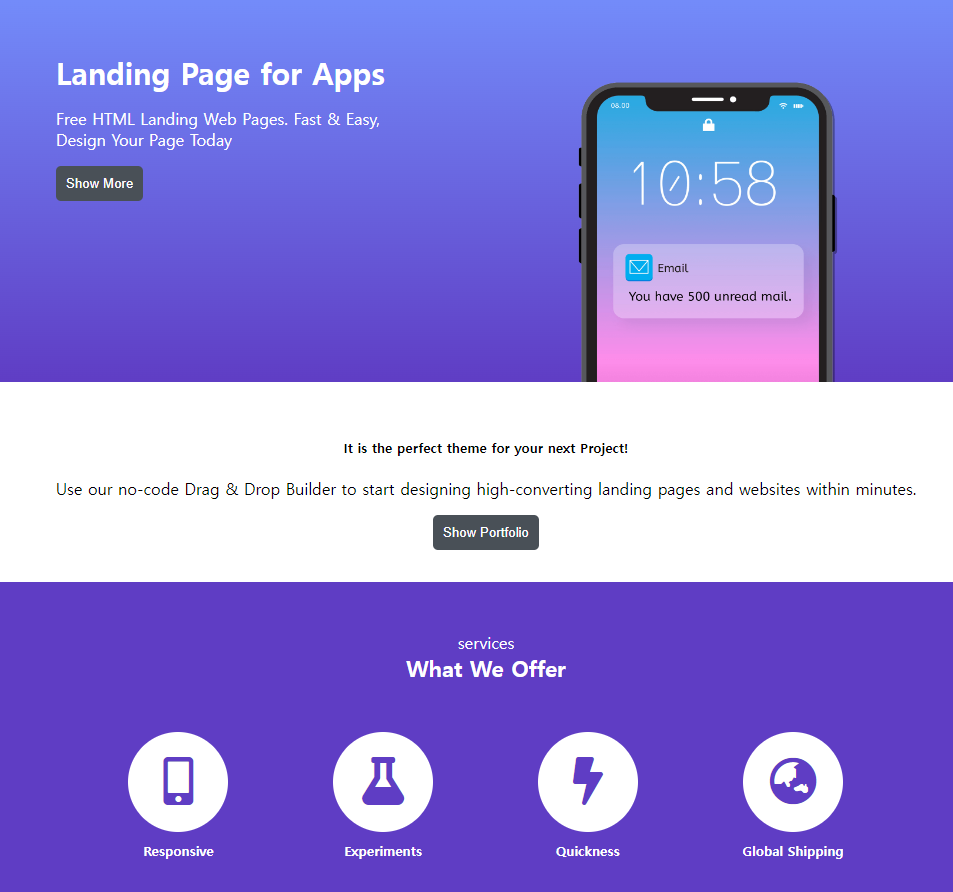 Landing Page for Apps
Free HTML Landing Web Pages. Fast & Easy,
Design Your Page Today
Show More
06.00
10:58
Email
You have 500 unread mail.
It is the perfect theme for your next Project!
Use our no-code Drag & Drop Builder to start designing high-converting landing pages and websites within minutes.
Show Portfolio
services
What We Offer
Responsive
Experiments
Quickness
Global Shipping